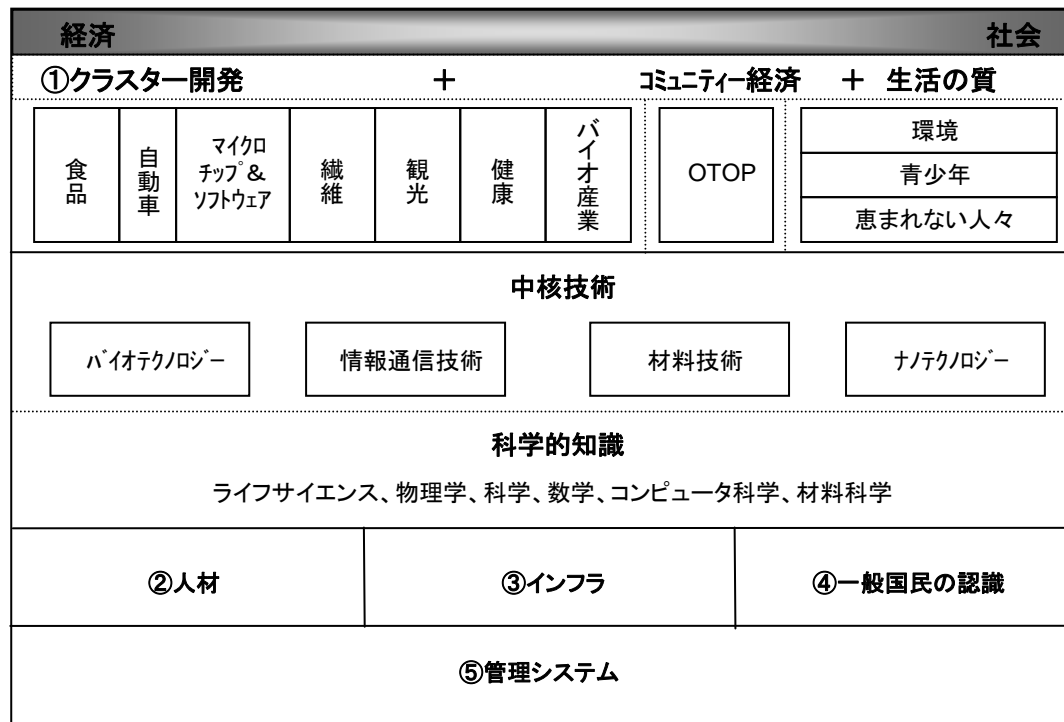 経済 社会
①クラスター開発 + ｺﾐｭﾆﾃｨｰ経済 + 生活の質
食品
自動車
ﾏｲｸﾛ
ﾁｯﾌﾟ&
ｿﾌﾄｳｪｱ
繊維
観光
健康
バイオ産業
OTOP
環境
青少年
恵まれない人々
中核技術
ﾊﾞｲｵﾃｸﾉﾛｼﾞｰ 情報通信技術 材料技術 ﾅﾉﾃｸﾉﾛｼﾞｰ
科学的知識
ライフサイエンス、物理学、科学、数学、コンピュータ科学、材料科学
②人材 ③インフラ ④一般国民の認識
⑤管理システム